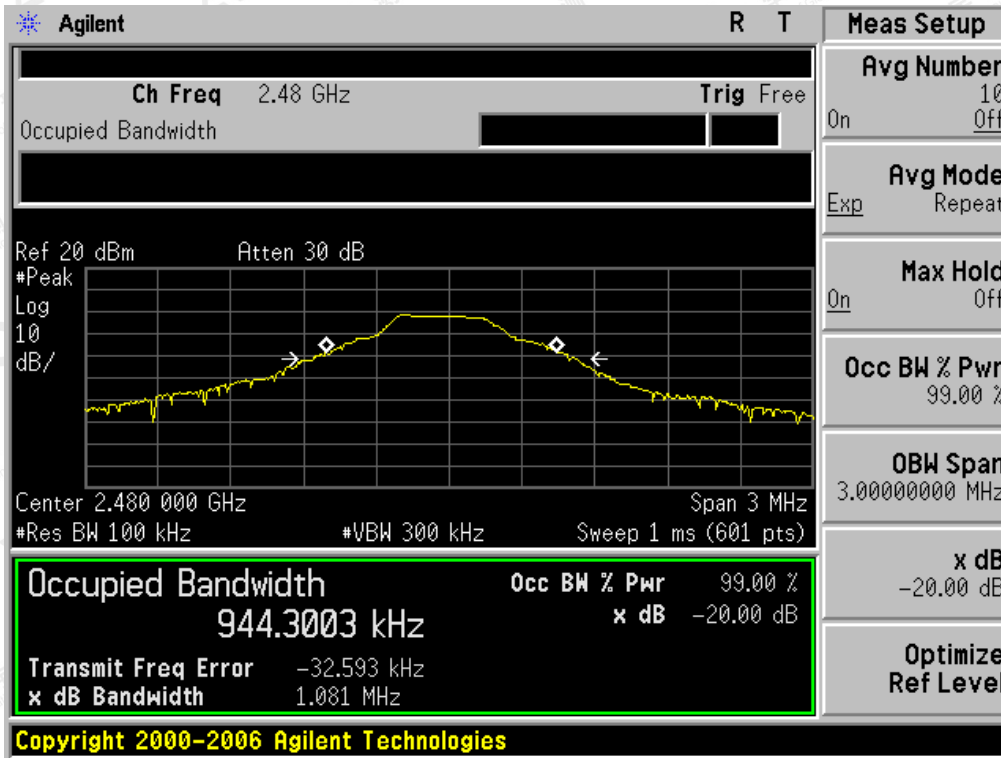 Agilent R T
Ch Freq 2.48 GHz Trig Free
Occupied Bandwidth
Ref 20 dBm Atten 30 dB
#Peak
Log
10
dB/
Center 2.480 000 GHz Span 3 MHz
#Res BW 100 kHz #VBW 300 kHz Sweep 1 ms (601 pts)
Occupied Bandwidth
944.3003 kHz
Occ BW % Pwr 99.00 %
x dB -20.00 dB
Transmit Freq Error -32.593 kHz
x dB Bandwidth 1.081 MHz
Copyright 2000-2006 Agilent Technologies
Meas Setup
Avg Number
10
On Off
Avg Mode
Exp Repeat
Max Hold
On Off
Occ BW % Pwr
99.00 %
OBW Span
3.00000000 MHz
x dB
-20.00 dB
Optimize
Ref Level